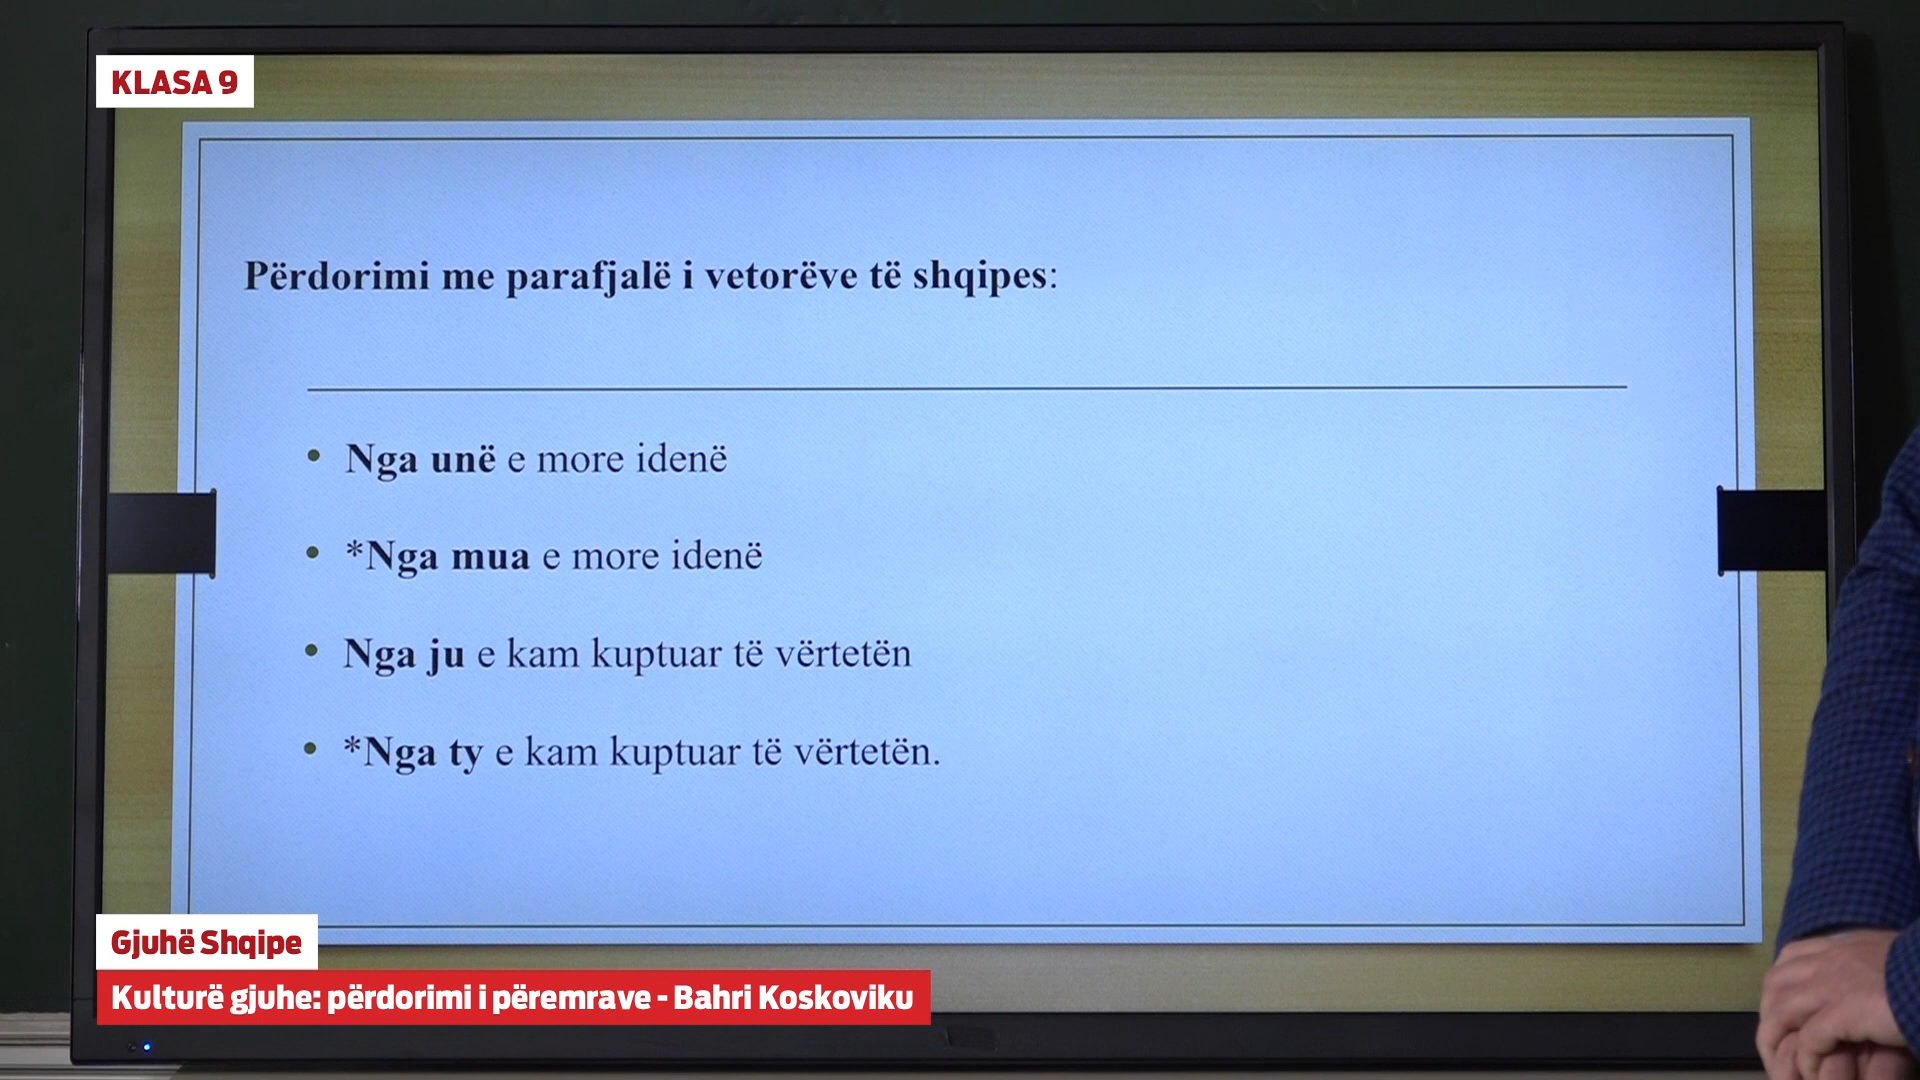 KLASA 9
Përdorimi me parafjalë i vetorëve të shqipes:
• Nga unë e more idenë
• *Nga mua e more idenë
• Nga ju e kam kuptuar të vërtetën
• *Nga ty e kam kuptuar të vërtetën.
Gjuhë Shqipe
Kulturë gjuhe: përdorimi i përemrave - Bahri Koskoviku